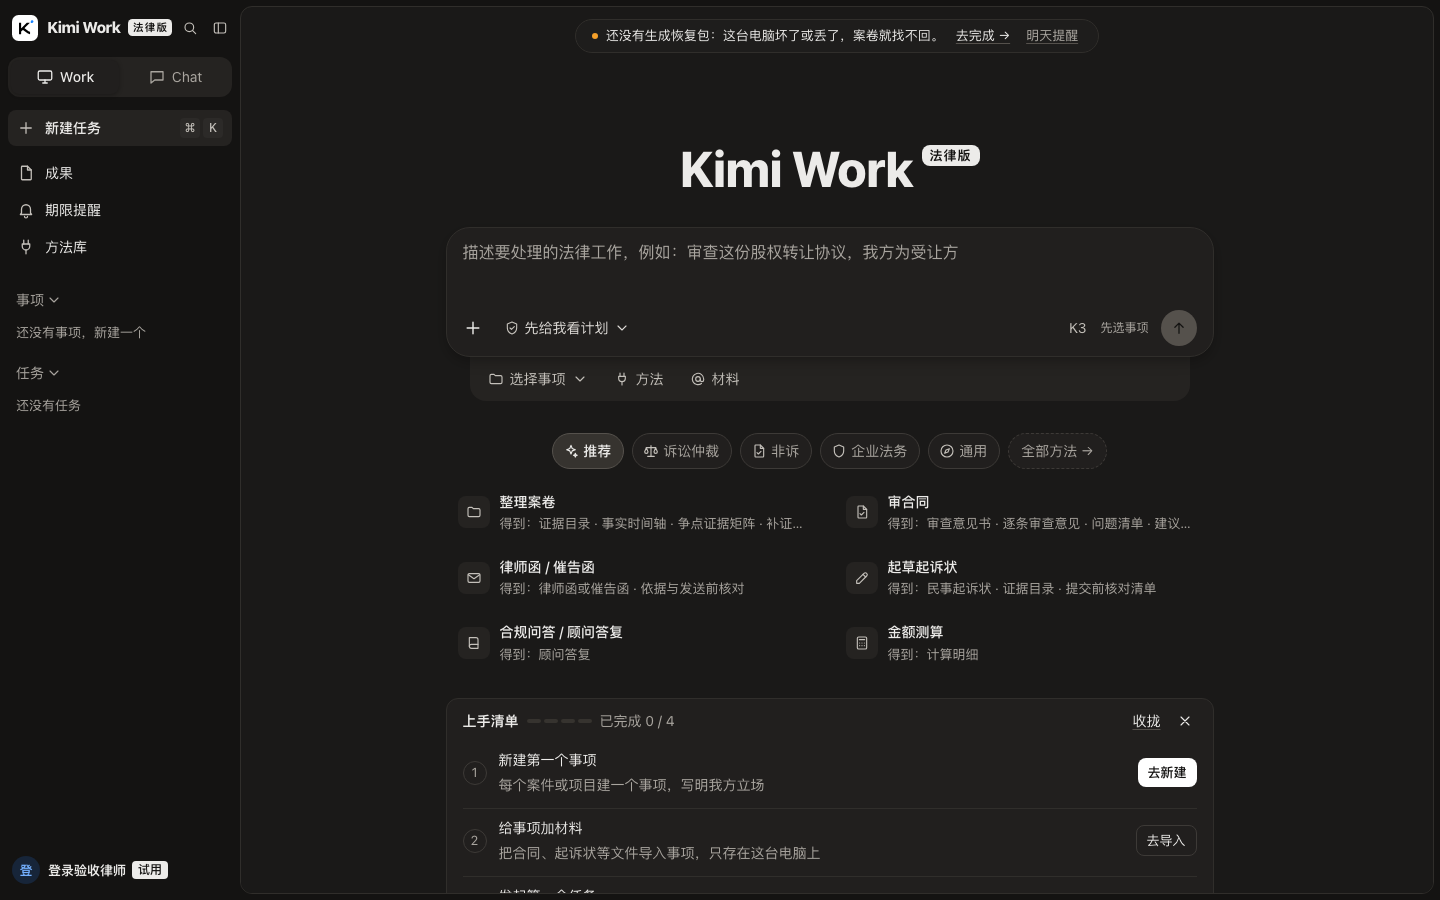 Kimi Work 法律版
Work
Chat
新建任务 ⌘ K
成果
期限提醒
方法库
事项
还没有事项，新建一个
任务
还没有任务
登 登录验收律师 试用
还没有生成恢复包：这台电脑坏了或丢了，案卷就找不回。 去完成 → 明天提醒
Kimi Work 法律版
描述要处理的法律工作，例如：审查这份股权转让协议，我方为受让方
先给我看计划
K3 先选事项
选择事项 方法 材料
推荐 诉讼仲裁 非诉 企业法务 通用 全部方法 →
整理案卷
得到：证据目录 · 事实时间轴 · 争点证据矩阵 · 补证...
审合同
得到：审查意见书 · 逐条审查意见 · 问题清单 · 建议...
律师函 / 催告函
得到：律师函或催告函 · 依据与发送前核对
起草起诉状
得到：民事起诉状 · 证据目录 · 提交前核对清单
合规问答 / 顾问答复
得到：顾问答复
金额测算
得到：计算明细
上手清单 已完成 0 / 4 收拢
1 新建第一个事项
每个案件或项目建一个事项，写明我方立场
去新建
2 给事项加材料
把合同、起诉状等文件导入事项，只存在这台电脑上
去导入